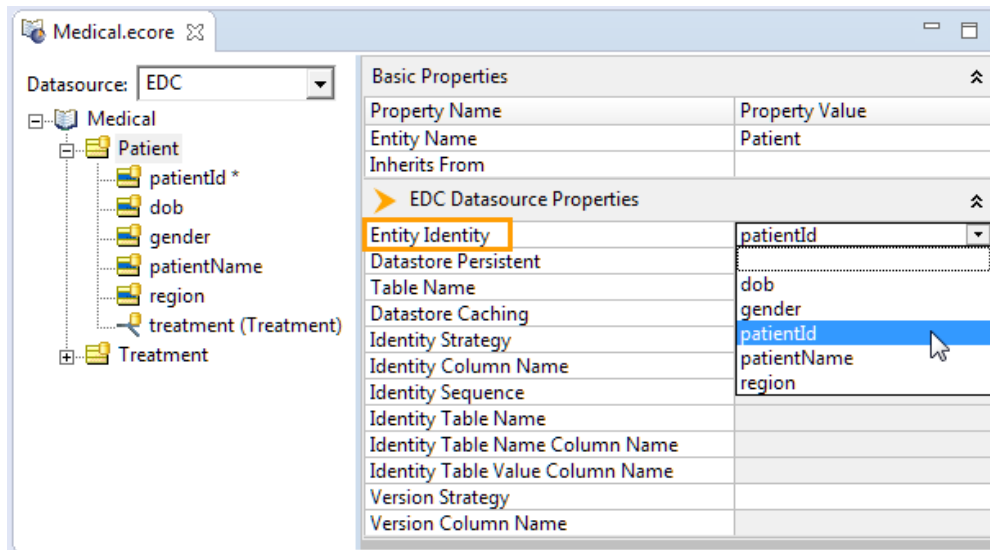 Medical.ecore
Datasource: EDC
Medical
Patient
patientId *
dob
gender
patientName
region
treatment (Treatment)
Treatment
Basic Properties
Property Name Property Value
Entity Name Patient
Inherits From
EDC Datasource Properties
Entity Identity patientId
Datastore Persistent
Table Name dob
Datastore Caching gender
Identity Strategy patientId
Identity Column Name patientName
Identity Sequence region
Identity Table Name
Identity Table Name Column Name
Identity Table Value Column Name
Version Strategy
Version Column Name